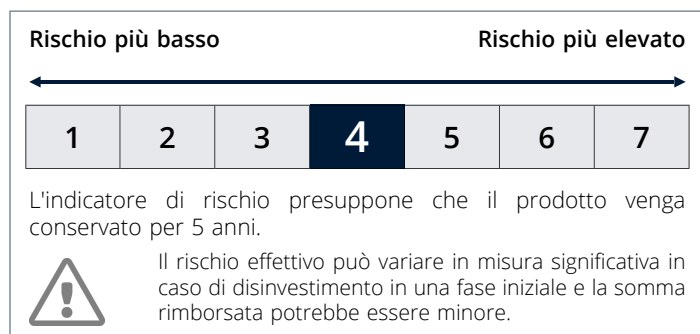 Rischio più basso Rischio più elevato
1 2 3 4 5 6 7
L'indicatore di rischio presuppone che il prodotto venga
conservato per 5 anni.
Il rischio effettivo può variare in misura significativa in
caso di disinvestimento in una fase iniziale e la somma
rimborsata potrebbe essere minore.